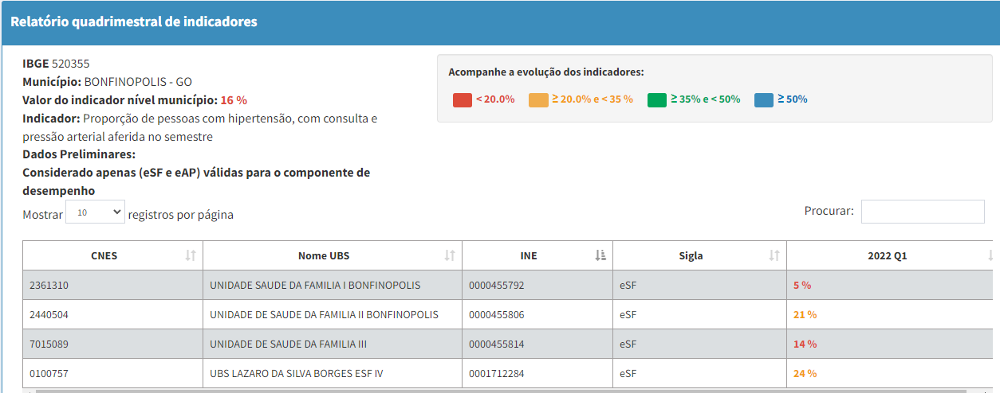 Relatório quadrimestral de indicadores
IBGE 520355
Município: BONFINOPOLIS - GO
Valor do indicador nível município: 16 %
Indicador: Proporção de pessoas com hipertensão, com consulta e
pressão arterial aferida no semestre
Dados Preliminares:
Considerado apenas (eSF e eAP) válidas para o componente de
desempenho
Acompanhe a evolução dos indicadores:
< 20.0% ≥ 20.0% e < 35 % ≥ 35% e < 50% ≥ 50%
Mostrar 10 registros por página
Procurar:
CNES Nome UBS INE Sigla 2022 Q1
2361310 UNIDADE SAUDE DA FAMILIA I BONFINOPOLIS 0000455792 eSF 5 %
2440504 UNIDADE DE SAUDE DA FAMILIA II BONFINOPOLIS 0000455806 eSF 21 %
7015089 UNIDADE DE SAUDE DA FAMILIA III 0000455814 eSF 14 %
0100757 UBS LAZARO DA SILVA BORGES ESF IV 0001712284 eSF 24 %